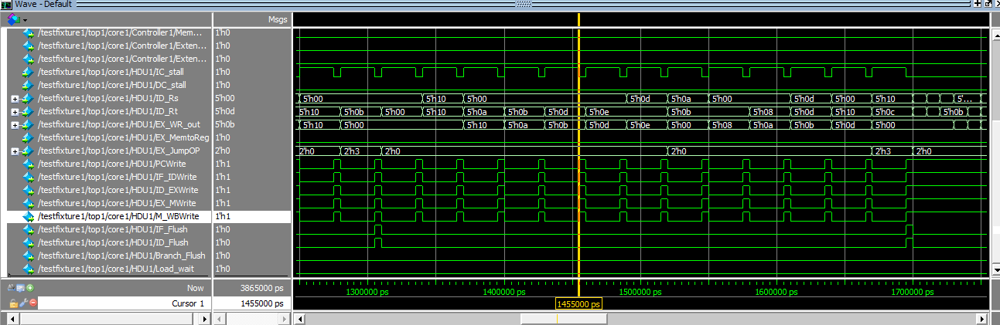 Wave - Default
Msgs
/testfixture1/top1/core1/Controller1/Mem... 1'h0
/testfixture1/top1/core1/Controller1/Exten... 1'h0
/testfixture1/top1/core1/Controller1/Exten... 1'h0
/testfixture1/top1/core1/HDU1/IC_stall 1'h0
/testfixture1/top1/core1/HDU1/DC_stall 1'h0
/testfixture1/top1/core1/HDU1/ID_Rs 5'h00 5'h00 5'h10 5'h00 5'h0d 5'h0a 5'h00 5'h0d 5'h0a 5'h10 5'...
/testfixture1/top1/core1/HDU1/ID_Rt 5'h0d 5'h10 5'h0b 5'h00 5'h10 5'h0a 5'h0b 5'h0d 5'h0e 5'h0b 5'h08 5'h0d 5'h10 5'h0c 5'h0b
/testfixture1/top1/core1/HDU1/EX_WR_out 5'h0b 5'h10 5'h00 5'h10 5'h0a 5'h0b 5'h0d 5'h0e 5'h00 5'h08 5'h0a 5'h0b 5'h0d 5'h00
/testfixture1/top1/core1/HDU1/EX_MemtoReg 1'h0
/testfixture1/top1/core1/HDU1/EX_JumpOP 2'h0 2'h0 2'h3 2'h0 2'h0 2'h3 2'h0
/testfixture1/top1/core1/HDU1/PCWrite 1'h1
/testfixture1/top1/core1/HDU1/IF_IDWrite 1'h1
/testfixture1/top1/core1/HDU1/ID_EXWrite 1'h1
/testfixture1/top1/core1/HDU1/EX_MWrite 1'h1
/testfixture1/top1/core1/HDU1/M_WBWrite 1'h1
/testfixture1/top1/core1/HDU1/IF_Flush 1'h0
/testfixture1/top1/core1/HDU1/ID_Flush 1'h0
/testfixture1/top1/core1/HDU1/Branch_Flush 1'h0
/testfixture1/top1/core1/HDU1/Load_wait 1'h0
Now 3865000 ps 1300000 ps 1400000 ps 1500000 ps 1600000 ps 1700000 ps
Cursor 1 1455000 ps 1455000 ps